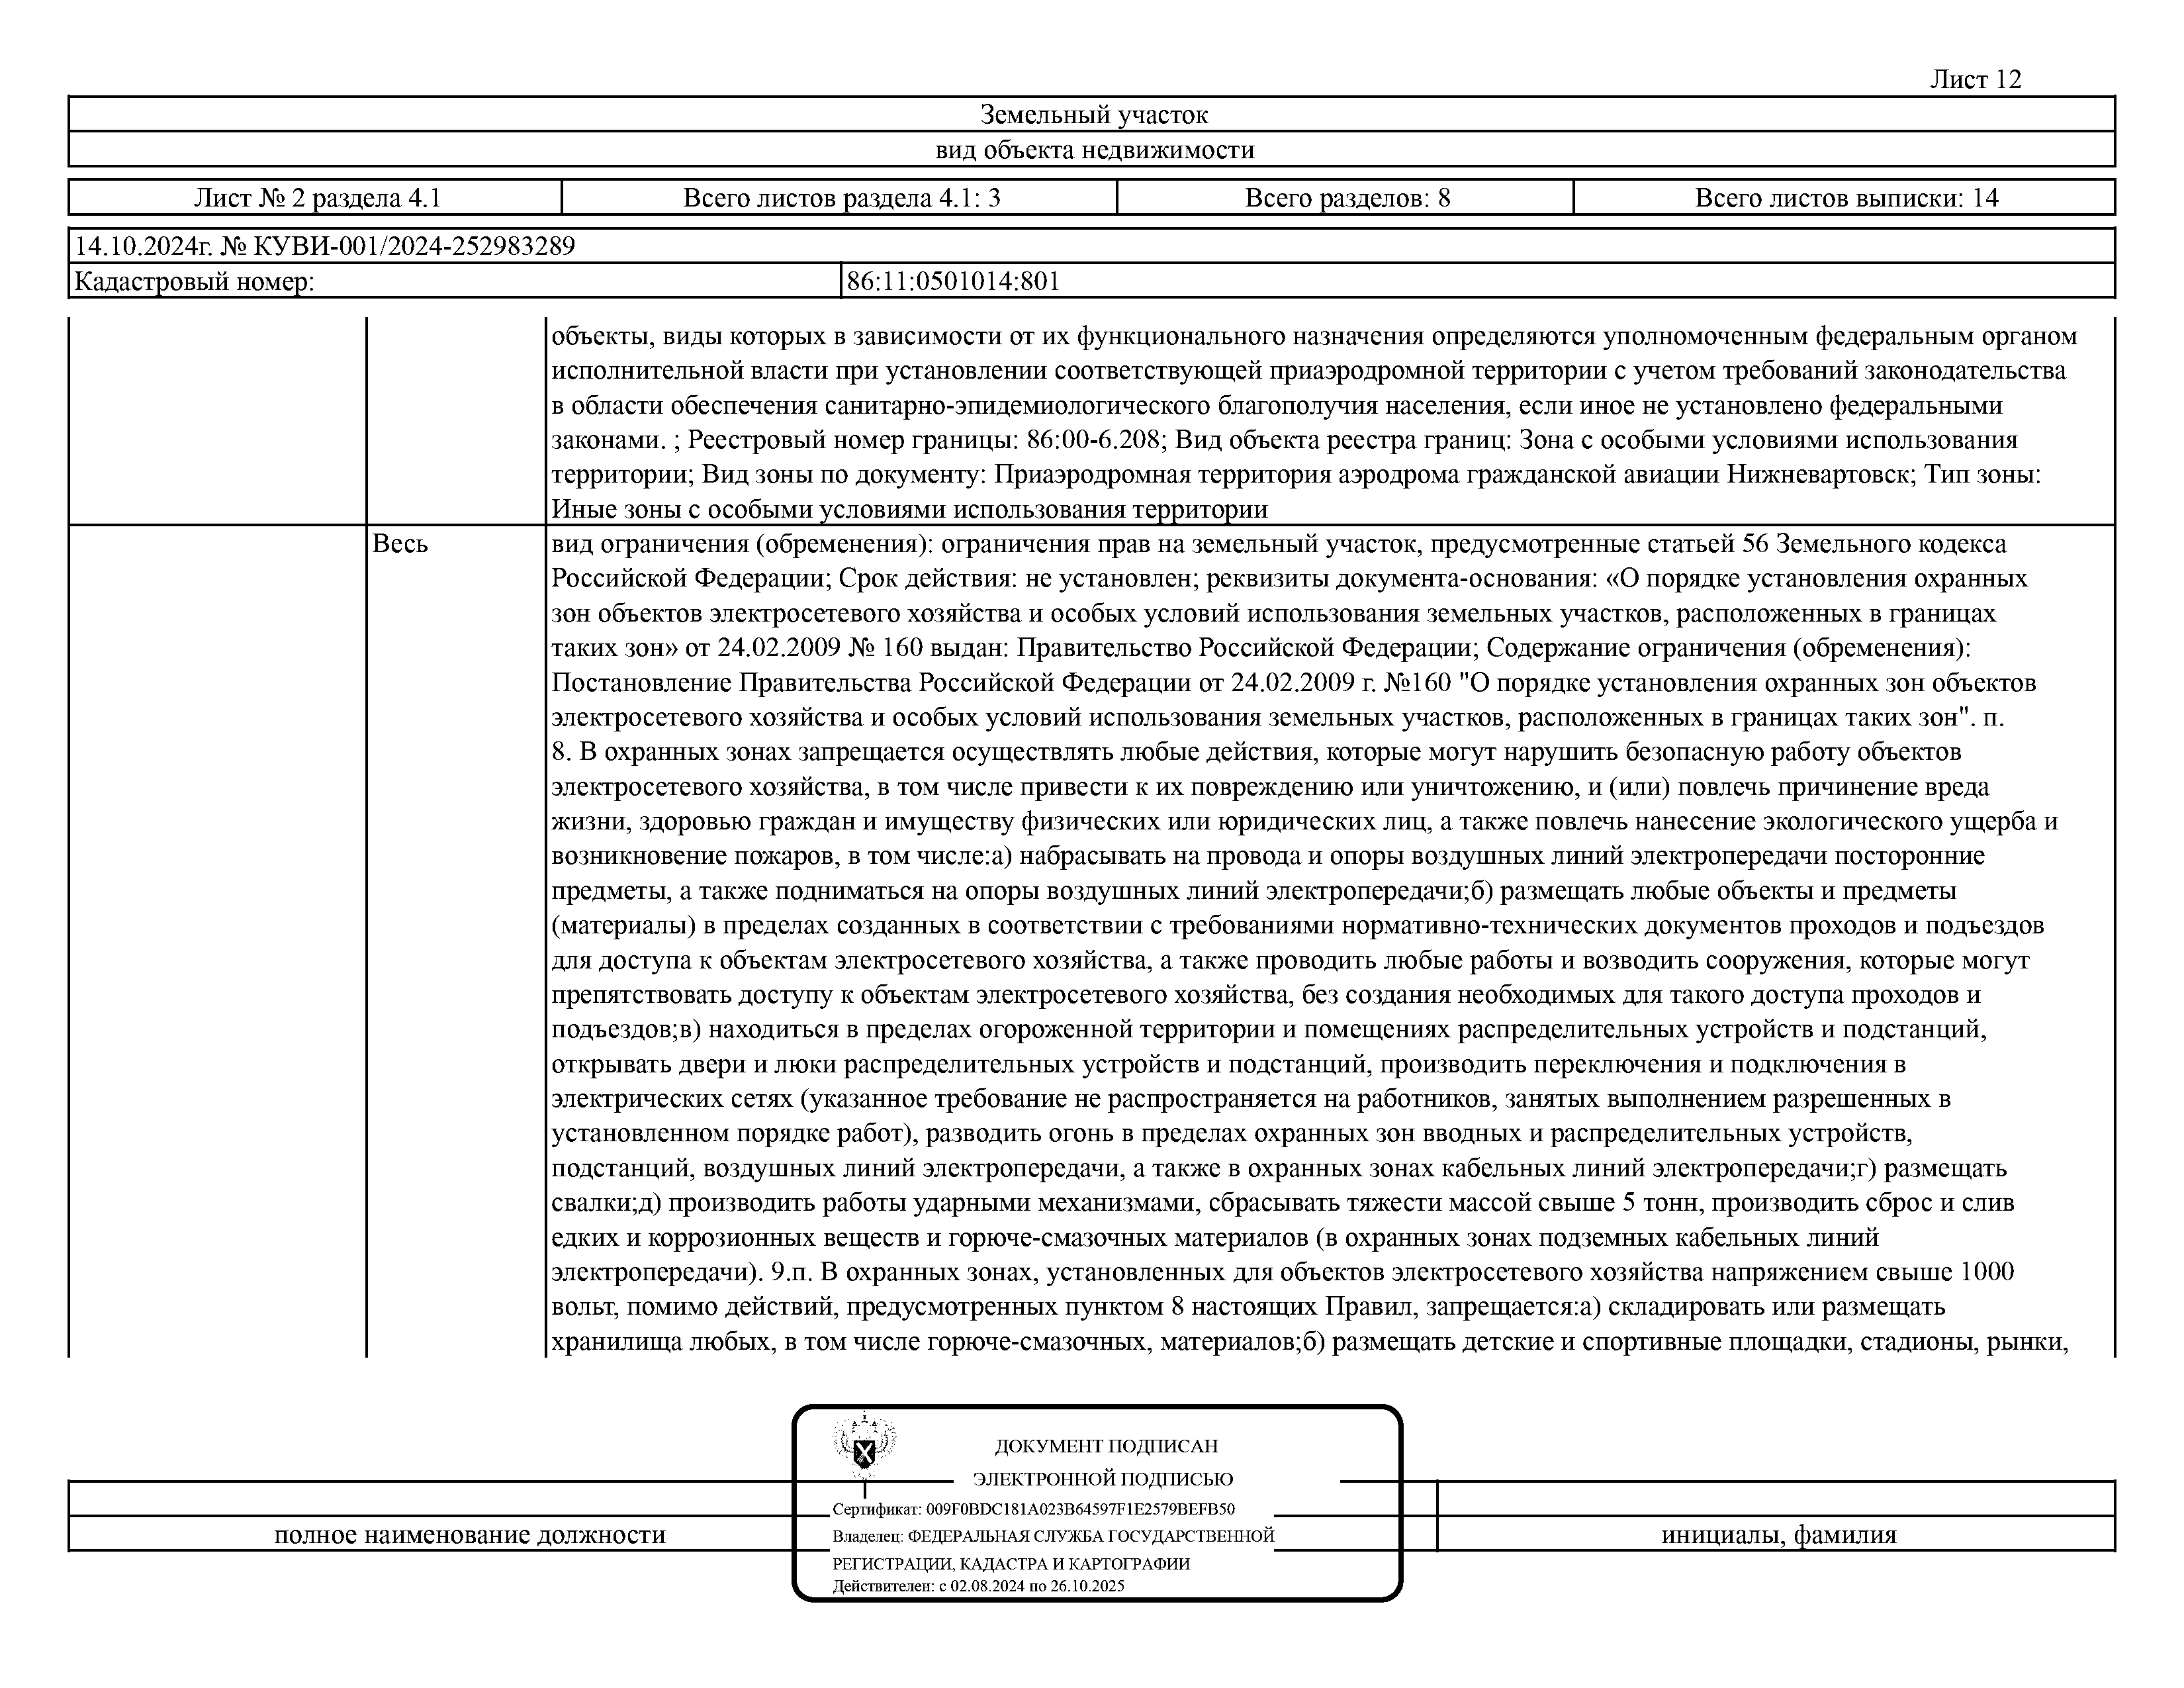 Лист 12
Земельный участок
вид объекта недвижимости
Лист № 2 раздела 4.1 Всего листов раздела 4.1: 3 Всего разделов: 8 Всего листов выписки: 14
14.10.2024г. № КУВИ-001/2024-252983289
Кадастровый номер: 86:11:0501014:801
объекты, виды которых в зависимости от их функционального назначения определяются уполномоченным федеральным органом
исполнительной власти при установлении соответствующей приаэродромной территории с учетом требований законодательства
в области обеспечения санитарно-эпидемиологического благополучия населения, если иное не установлено федеральными
законами. ; Реестровый номер границы: 86:00-6.208; Вид объекта реестра границ: Зона с особыми условиями использования
территории; Вид зоны по документу: Приаэродромная территория аэродрома гражданской авиации Нижневартовск; Тип зоны:
Иные зоны с особыми условиями использования территории
Весь вид ограничения (обременения): ограничения прав на земельный участок, предусмотренные статьей 56 Земельного кодекса
Российской Федерации; Срок действия: не установлен; реквизиты документа-основания: «О порядке установления охранных
зон объектов электросетевого хозяйства и особых условий использования земельных участков, расположенных в границах
таких зон» от 24.02.2009 № 160 выдан: Правительство Российской Федерации; Содержание ограничения (обременения):
Постановление Правительства Российской Федерации от 24.02.2009 г. №160 "О порядке установления охранных зон объектов
электросетевого хозяйства и особых условий использования земельных участков, расположенных в границах таких зон". п.
8. В охранных зонах запрещается осуществлять любые действия, которые могут нарушить безопасную работу объектов
электросетевого хозяйства, в том числе привести к их повреждению или уничтожению, и (или) повлечь причинение вреда
жизни, здоровью граждан и имуществу физических или юридических лиц, а также повлечь нанесение экологического ущерба и
возникновение пожаров, в том числе:а) набрасывать на провода и опоры воздушных линий электропередачи посторонние
предметы, а также подниматься на опоры воздушных линий электропередачи;б) размещать любые объекты и предметы
(материалы) в пределах созданных в соответствии с требованиями нормативно-технических документов проходов и подъездов
для доступа к объектам электросетевого хозяйства, а также проводить любые работы и возводить сооружения, которые могут
препятствовать доступу к объектам электросетевого хозяйства, без создания необходимых для такого доступа проходов и
подъездов;в) находиться в пределах огороженной территории и помещениях распределительных устройств и подстанций,
открывать двери и люки распределительных устройств и подстанций, производить переключения и подключения в
электрических сетях (указанное требование не распространяется на работников, занятых выполнением разрешенных в
установленном порядке работ), разводить огонь в пределах охранных зон вводных и распределительных устройств,
подстанций, воздушных линий электропередачи, а также в охранных зонах кабельных линий электропередачи;г) размещать
свалки;д) производить работы ударными механизмами, сбрасывать тяжести массой свыше 5 тонн, производить сброс и слив
едких и коррозионных веществ и горюче-смазочных материалов (в охранных зонах подземных кабельных линий
электропередачи). 9.п. В охранных зонах, установленных для объектов электросетевого хозяйства напряжением свыше 1000
вольт, помимо действий, предусмотренных пунктом 8 настоящих Правил, запрещается:а) складировать или размещать
хранилища любых, в том числе горюче-смазочных, материалов;б) размещать детские и спортивные площадки, стадионы, рынки,
ДОКУМЕНТ ПОДПИСАН
ЭЛЕКТРОННОЙ ПОДПИСЬЮ
Сертификат: 009F0BDC181A023B64597F1E2579BEFB50
Владелец: ФЕДЕРАЛЬНАЯ СЛУЖБА ГОСУДАРСТВЕННОЙ
РЕГИСТРАЦИИ, КАДАСТРА И КАРТОГРАФИИ
Действителен: с 02.08.2024 по 26.10.2025
полное наименование должности
инициалы, фамилия